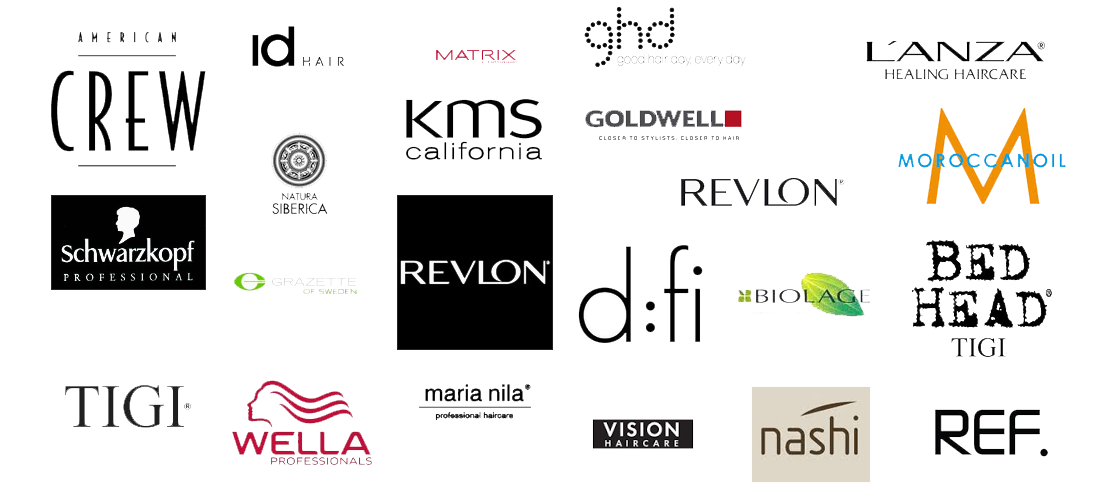 AMERICAN
CREW
id HAIR
MATRIX
ghd
good hair day, every day
L'ANZA®
HEALING HAIRCARE
kms
california
GOLDWELL
CLOSER TO STYLISTS. CLOSER TO HAIR
MOROCCANOIL
M
NATURA
SIBERICA
REVLON®
Schwarzkopf
PROFESSIONAL
GRAZETTE
OF SWEDEN
REVLON®
d:fi
BIOLAGE
BED
HEAD®
TIGI
TIGI®
WELLA
PROFESSIONALS
maria nila®
professional haircare
VISION
HAIRCARE
nashi
REF.